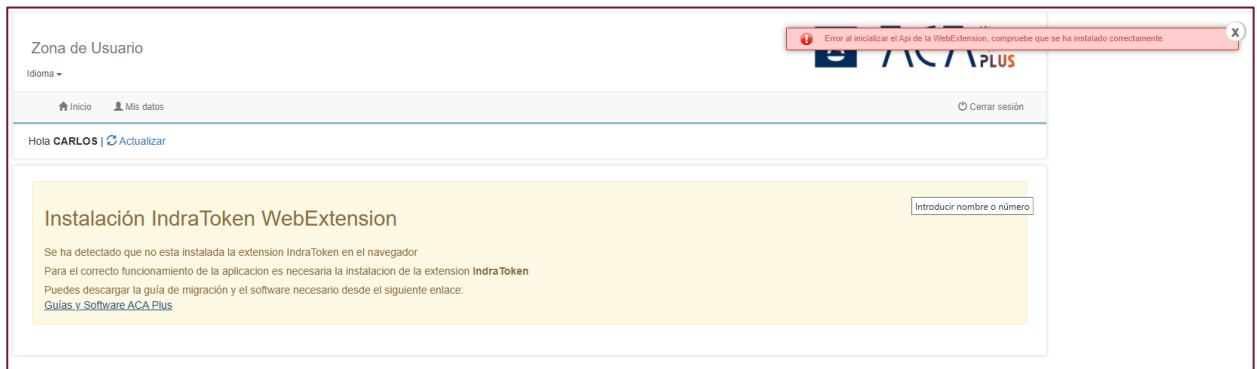 Zona de Usuario
Error al inicializar el Api de la WebExtension, compruebe que se ha instalado correctamente.
X
PLUS
Idioma
Inicio
Mis datos
Cerrar sesión
Hola CARLOS | Actualizar
Instalación IndraToken WebExtension
Introducir nombre o número
Se ha detectado que no esta instalada la extension IndraToken en el navegador
Para el correcto funcionamiento de la aplicacion es necesaria la instalacion de la extension IndraToken
Puedes descargar la guía de migración y el software necesario desde el siguiente enlace:
Guías y Software ACA Plus